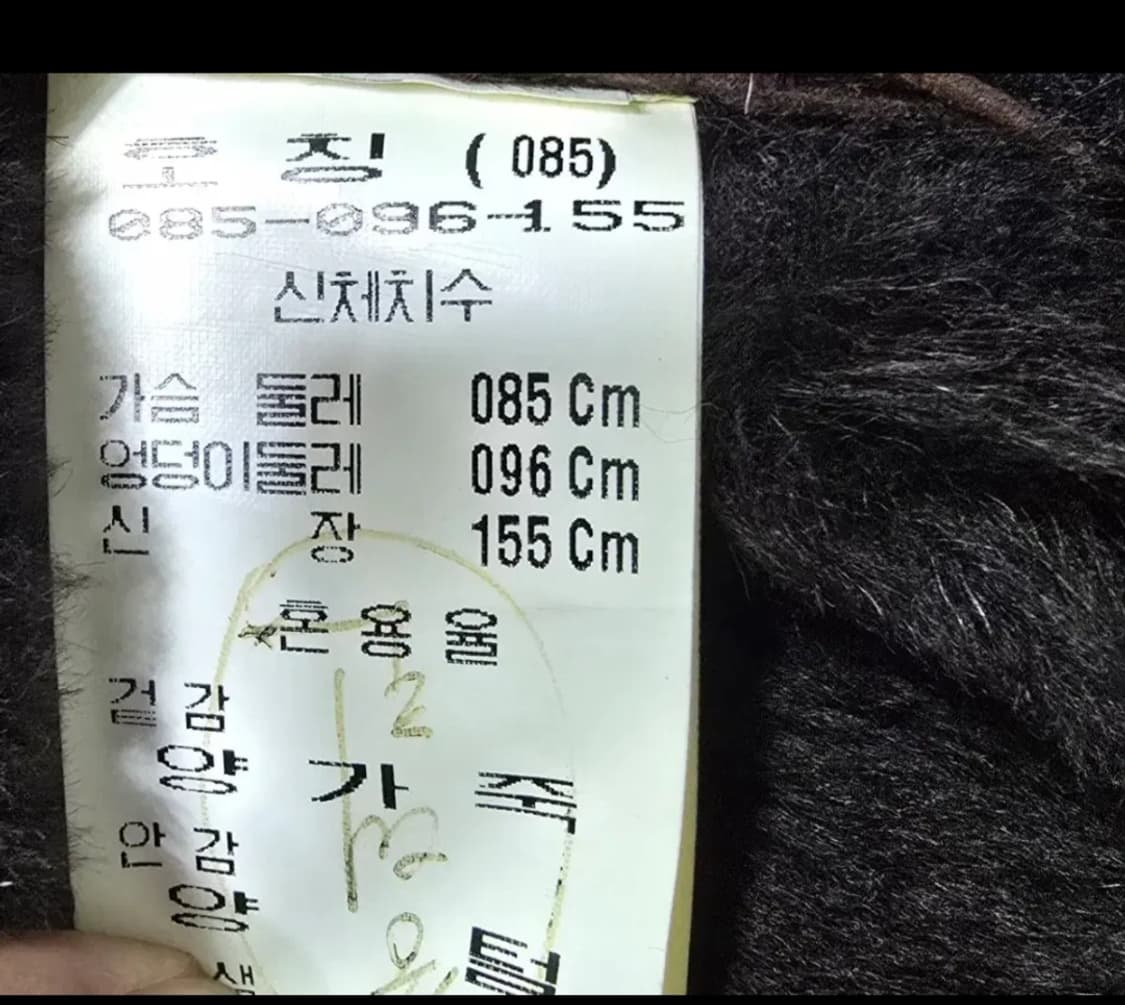 호 칭 (085)
085-096-155
신체치수
가슴 둘레 085 Cm
엉덩이둘레 096 Cm
신 장 155 Cm
혼 용 율
겉 감
양 가 죽
안 감
양 털
색